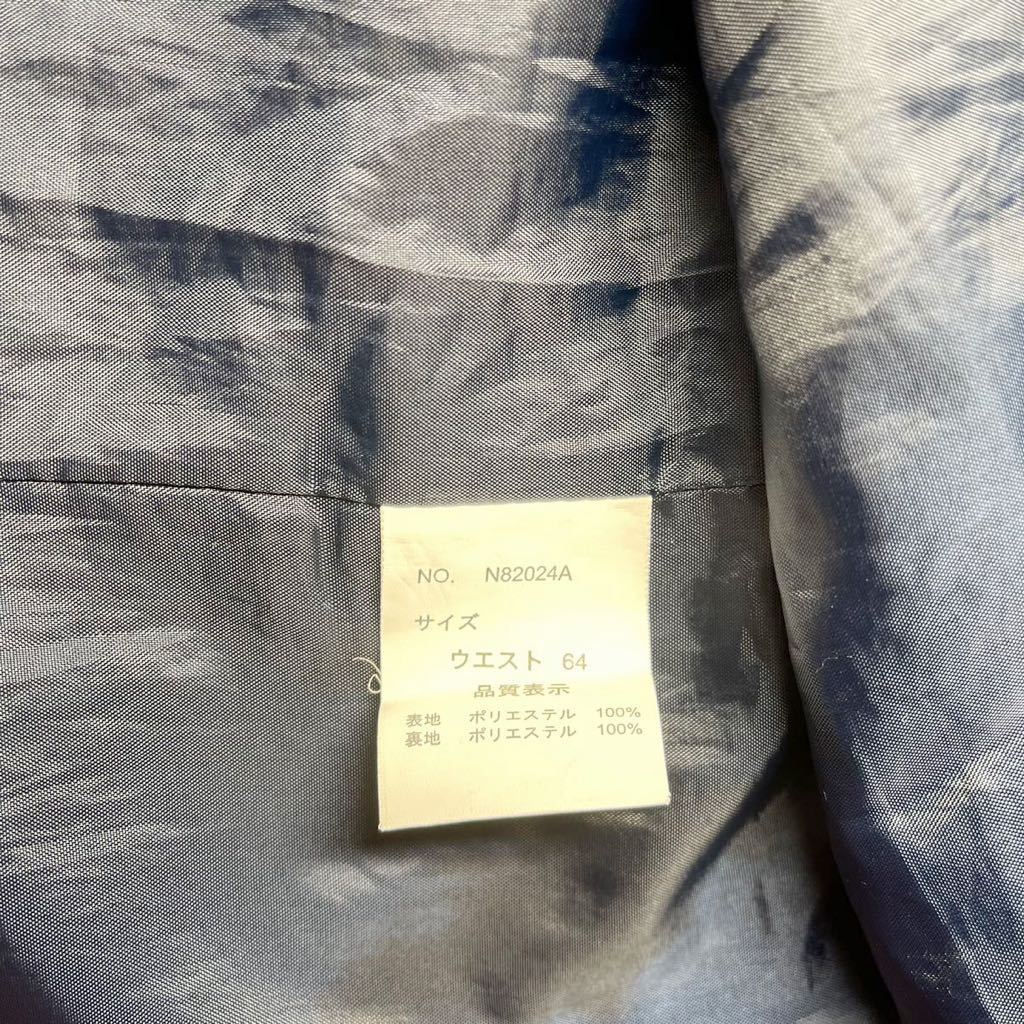 NO. N82024A
サイズ
ウエスト 64
品質表示
表地 ポリエステル 100%
裏地 ポリエステル 100%